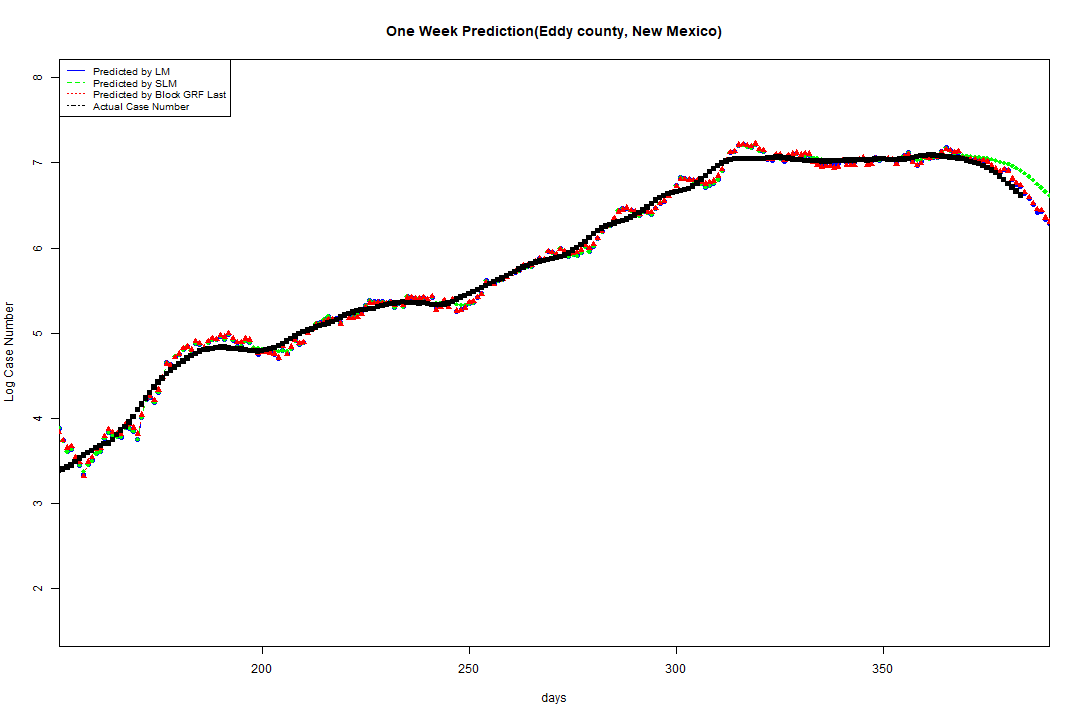 One Week Prediction(Eddy county, New Mexico)
Predicted by LM
Predicted by SLM
Predicted by Block GRF Last
Actual Case Number
8
7
6
5
4
3
2
Log Case Number
200
250
300
350
days